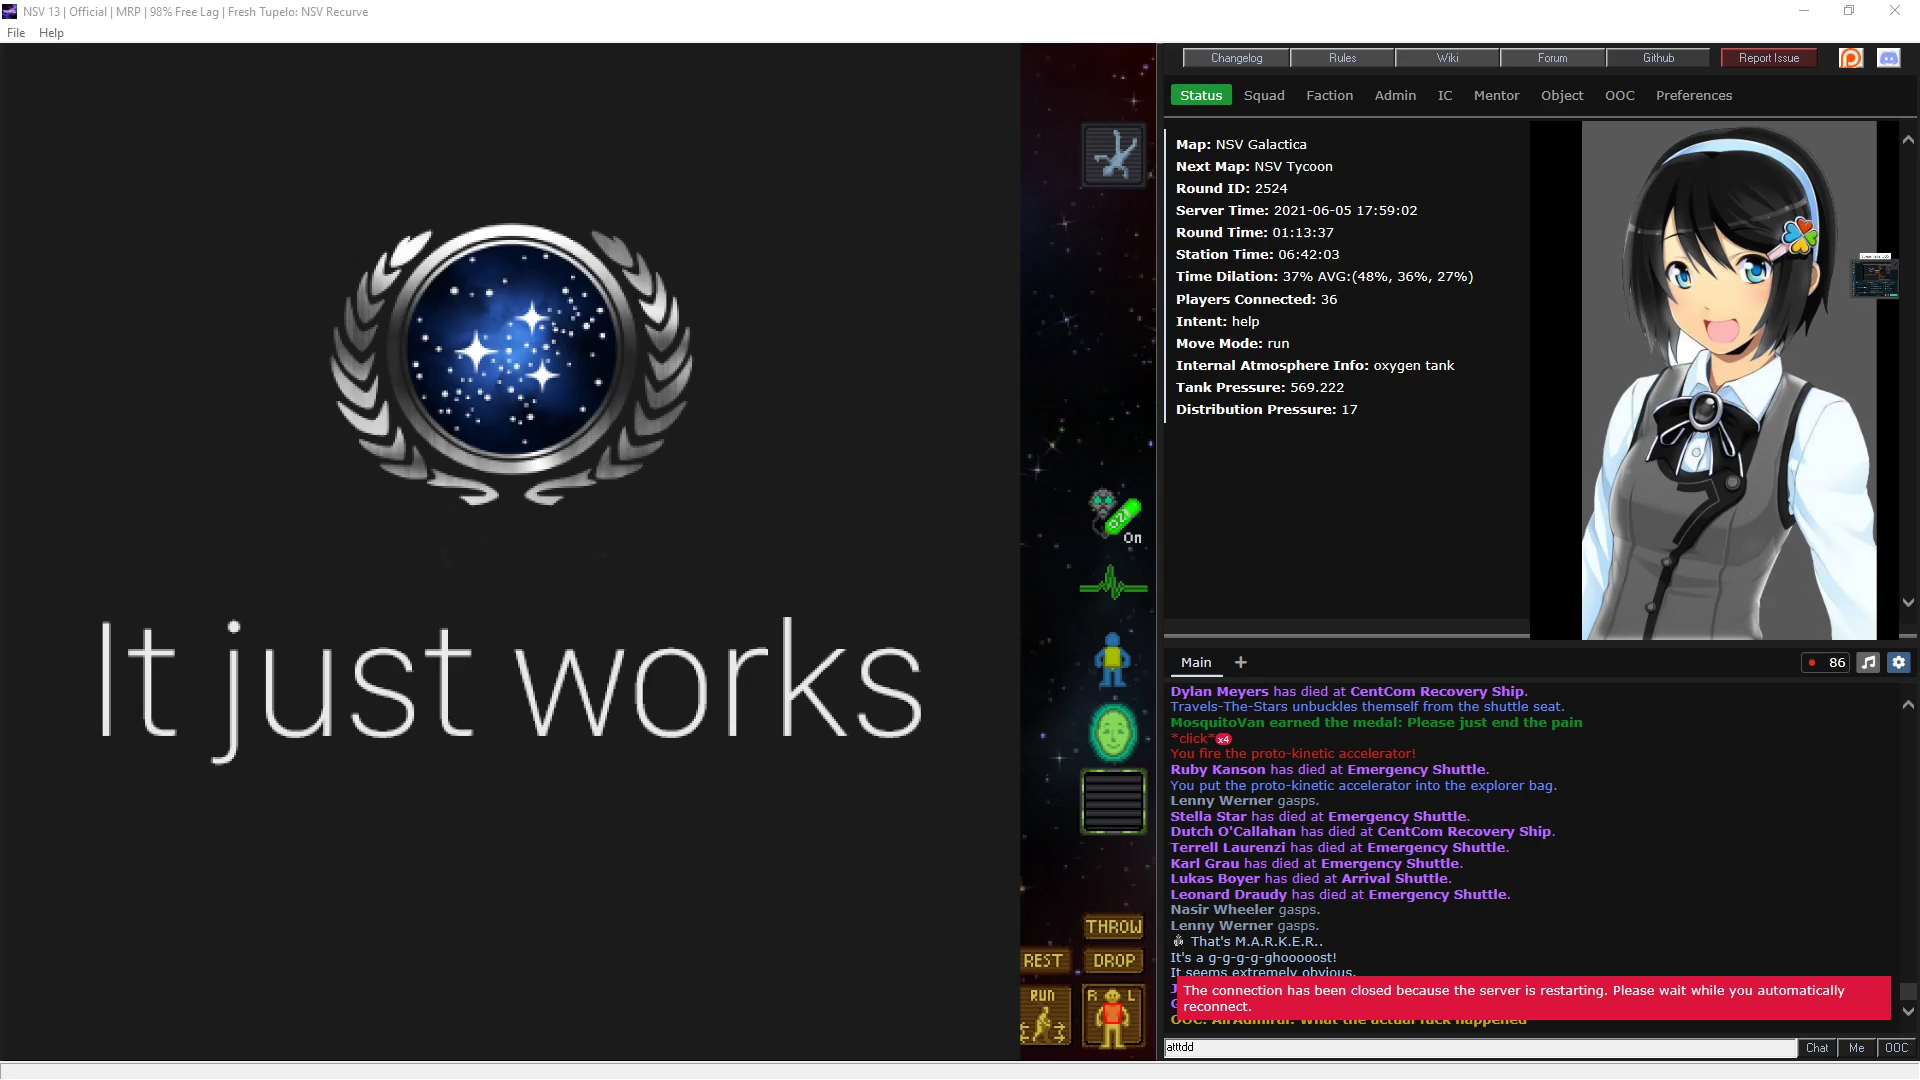 NSV 13 | Official | MRP | 98% Free Lag | Fresh Tupelo: NSV Recurve
File Help
Changelog Rules Wiki Forum Github Report Issue
Status Squad Faction Admin IC Mentor Object OOC Preferences
Map: NSV Galactica
Next Map: NSV Tycoon
Round ID: 2524
Server Time: 2021-06-05 17:59:02
Round Time: 01:13:37
Station Time: 06:42:03
Time Dilation: 37% AVG:(48%, 36%, 27%)
Players Connected: 36
Intent: help
Move Mode: run
Internal Atmosphere Info: oxygen tank
Tank Pressure: 569.222
Distribution Pressure: 17
It just works
O2
On
THROW
REST DROP
RUN R L
Main + 86
Dylan Meyers has died at CentCom Recovery Ship.
Travels-The-Stars unbuckles themself from the shuttle seat.
MosquitoVan earned the medal: Please just end the pain
*click* x4
You fire the proto-kinetic accelerator!
Ruby Kanson has died at Emergency Shuttle.
You put the proto-kinetic accelerator into the explorer bag.
Lenny Werner gasps.
Stella Star has died at Emergency Shuttle.
Dutch O'Callahan has died at CentCom Recovery Ship.
Terrell Laurenzi has died at Emergency Shuttle.
Karl Grau has died at Emergency Shuttle.
Lukas Boyer has died at Arrival Shuttle.
Leonard Draudy has died at Emergency Shuttle.
Nasir Wheeler gasps.
Lenny Werner gasps.
That's M.A.R.K.E.R..
It's a g-g-g-g-ghooooost!
It seems extremely obvious.
The connection has been closed because the server is restarting. Please wait while you automatically
reconnect.
OOC: AirAdmiral: What the actual fuck happened
atttdd
Chat Me OOC